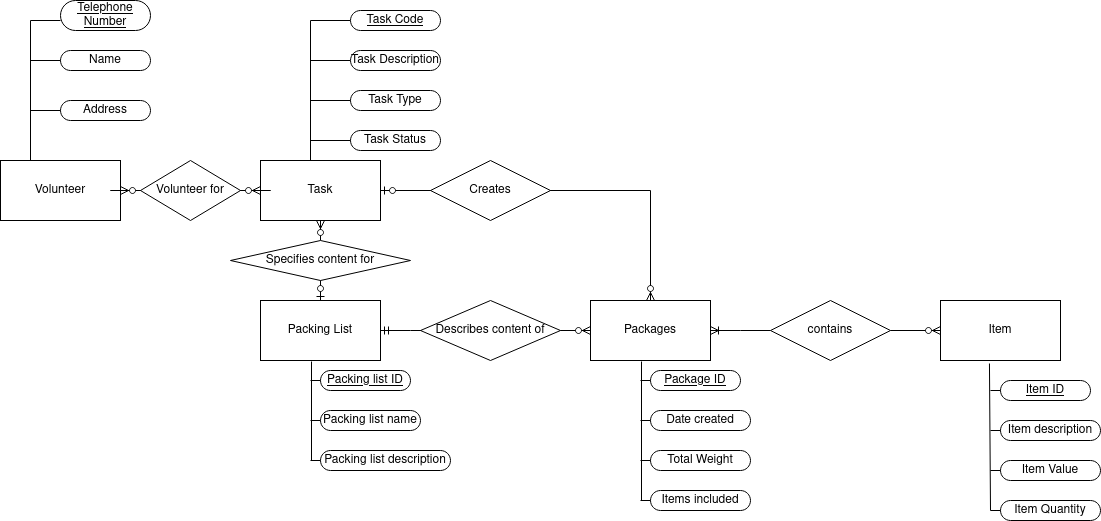 Telephone
Number
Name
Address
Task Code
Task Description
Task Type
Task Status
Volunteer
Volunteer for
Task
Creates
Specifies content for
Packing List
Describes content of
Packages
contains
Item
Packing list ID
Packing list name
Packing list description
Package ID
Date created
Total Weight
Items included
Item ID
Item description
Item Value
Item Quantity